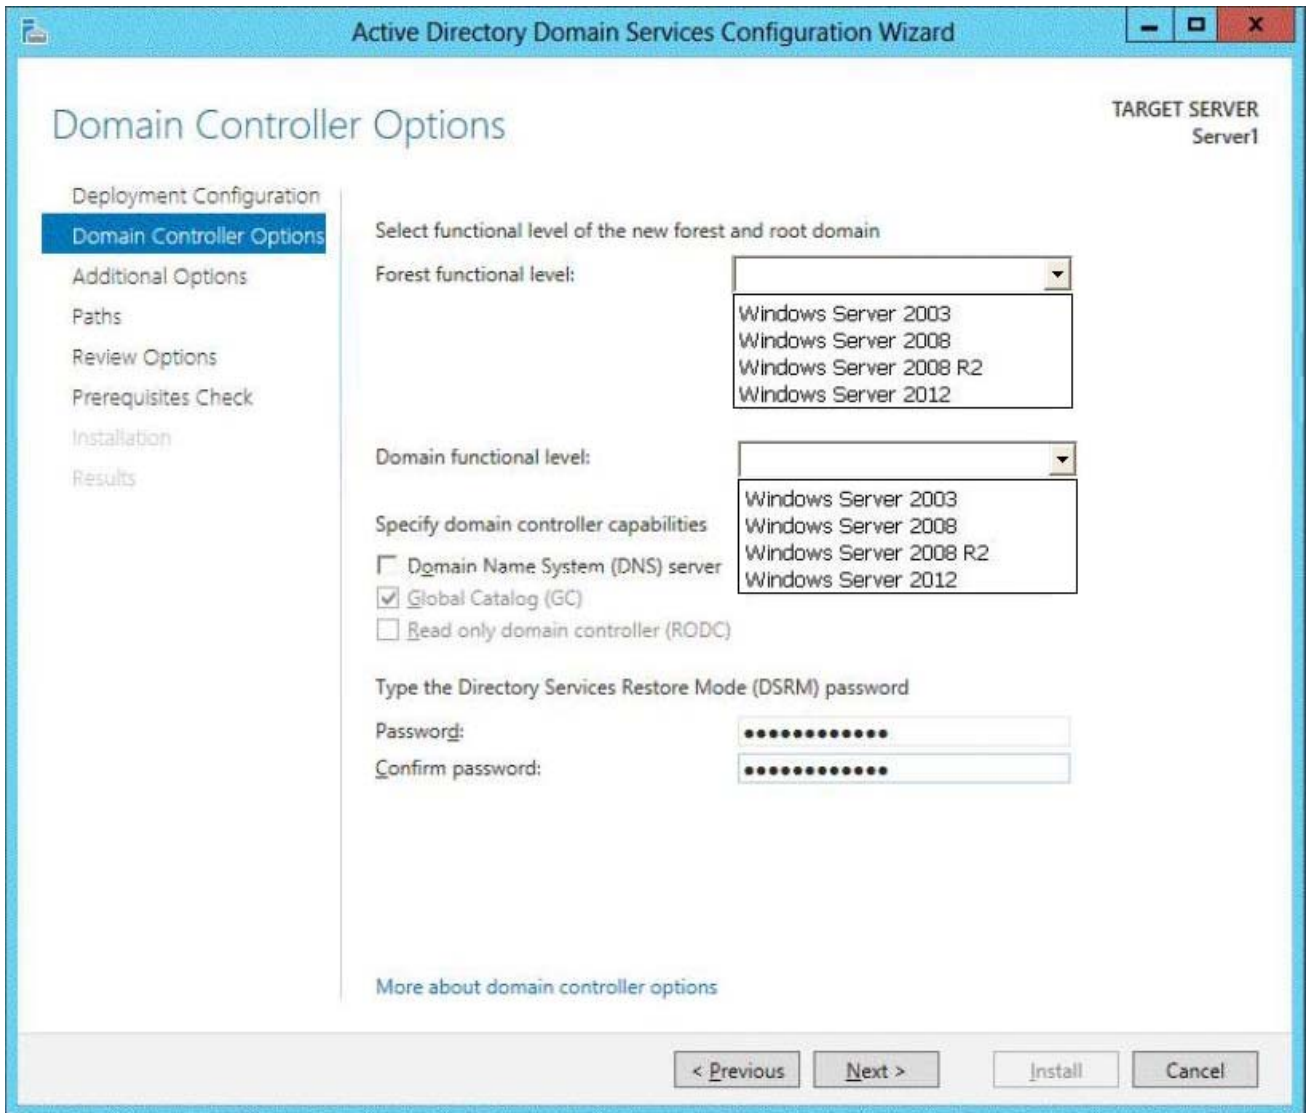 Active Directory Domain Services Configuration Wizard
Domain Controller Options
TARGET SERVER
Server1
Deployment Configuration
Domain Controller Options
Additional Options
Paths
Review Options
Prerequisites Check
Installation
Results
Select functional level of the new forest and root domain
Forest functional level:
Windows Server 2003
Windows Server 2008
Windows Server 2008 R2
Windows Server 2012
Domain functional level:
Windows Server 2003
Windows Server 2008
Windows Server 2008 R2
Windows Server 2012
Specify domain controller capabilities
Domain Name System (DNS) server
Global Catalog (GC)
Read only domain controller (RODC)
Type the Directory Services Restore Mode (DSRM) password
Password: ●●●●●●●●●●●●
Confirm password: ●●●●●●●●●●●●
More about domain controller options
< Previous Next > Install Cancel